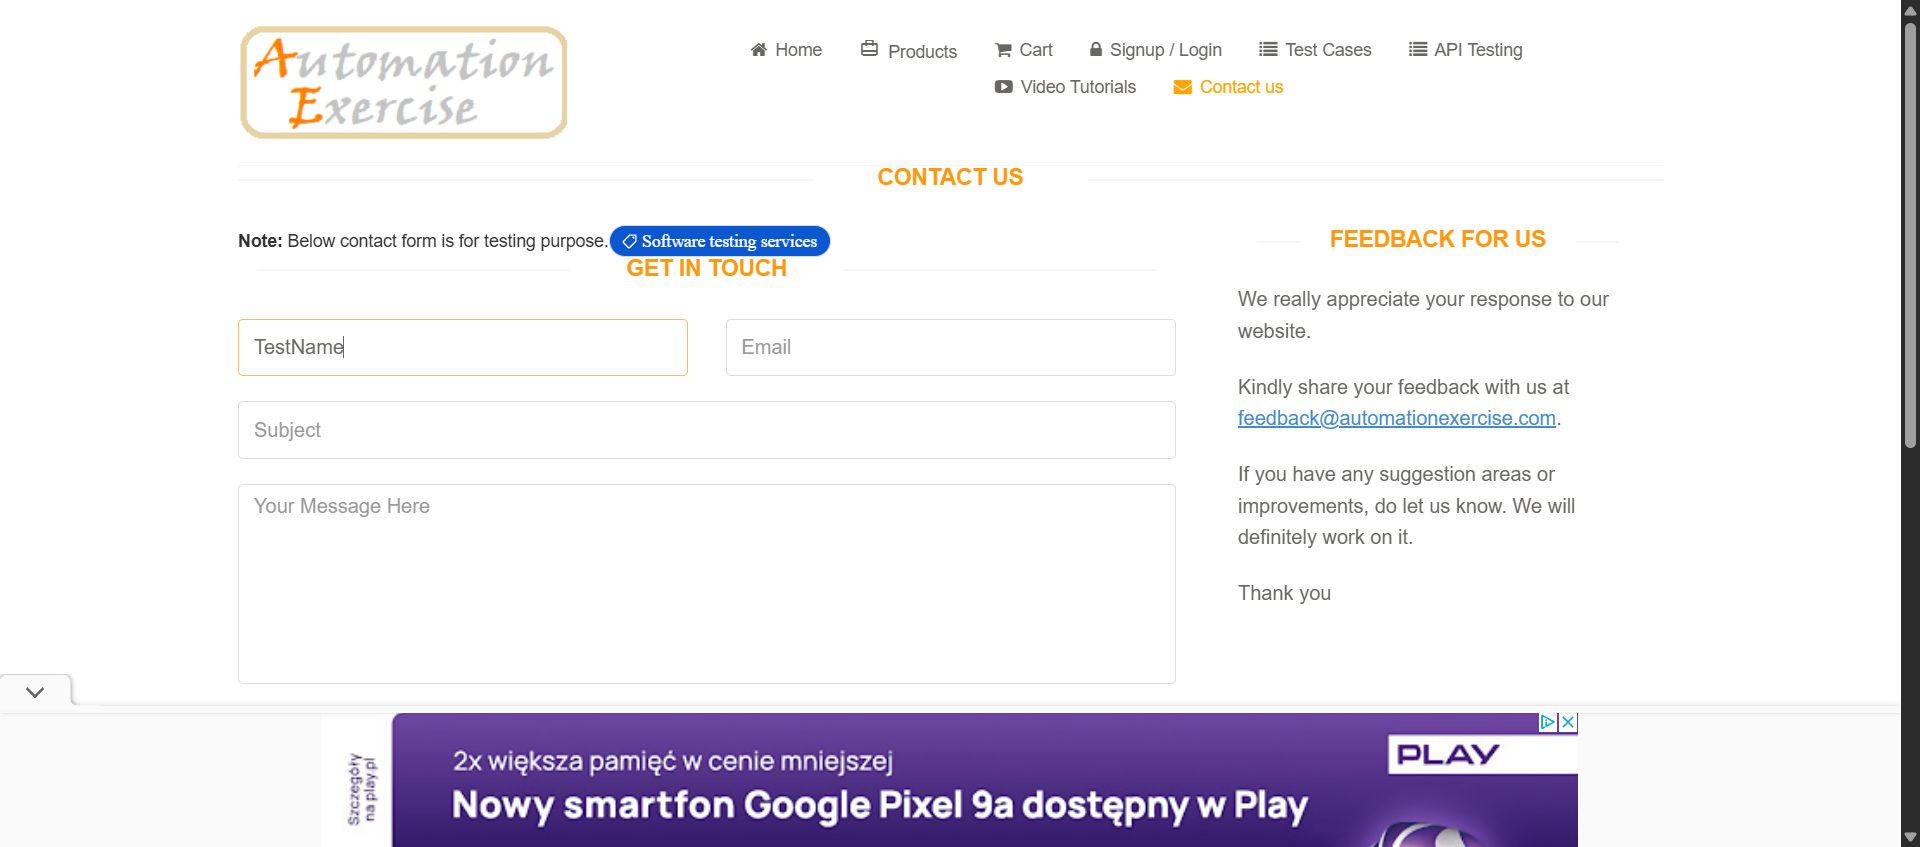 Automation
Exercise
Home Products Cart Signup / Login Test Cases API Testing
Video Tutorials Contact us
CONTACT US
Note: Below contact form is for testing purpose. Software testing services
GET IN TOUCH
TestName
Email
Subject
Your Message Here
FEEDBACK FOR US
We really appreciate your response to our
website.
Kindly share your feedback with us at
feedback@automationexercise.com.
If you have any suggestion areas or
improvements, do let us know. We will
definitely work on it.
Thank you
Szczegóły
na play.pl
2x większa pamięć w cenie mniejszej
Nowy smartfon Google Pixel 9a dostępny w Play
PLAY